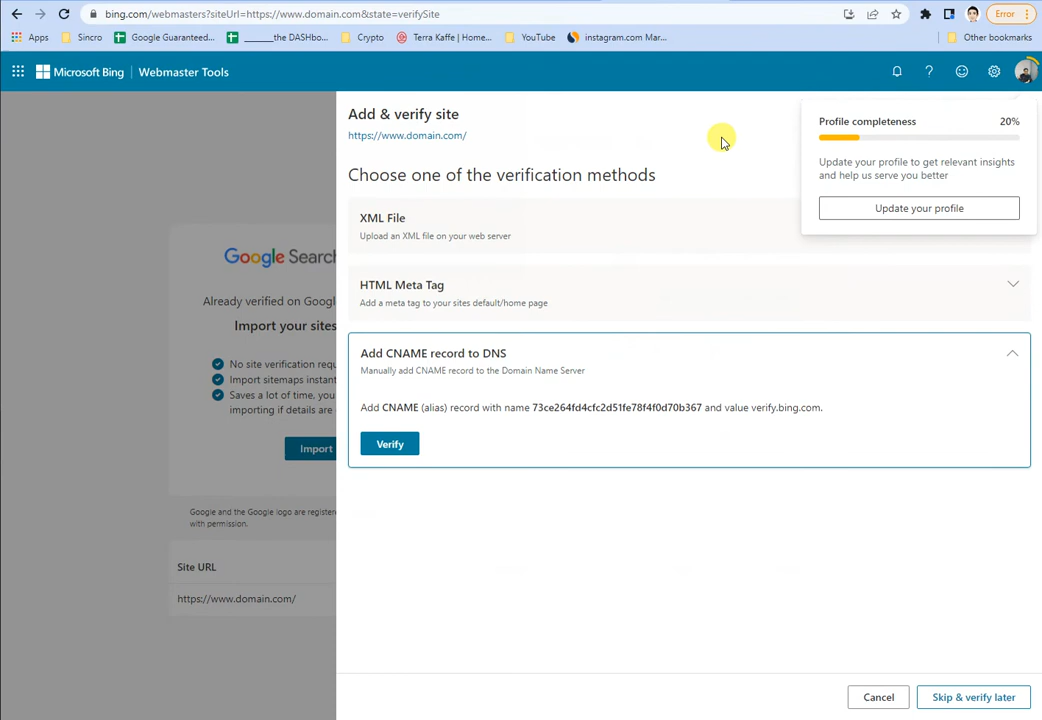 bing.com/webmasters?siteUrl=https://www.domain.com&state=verifySite
Error
Apps
Sincro
Google Guaranteed...
______the DASHbo...
Crypto
Terra Kaffe | Home...
YouTube
instagram.com Mar...
Other bookmarks
Microsoft Bing
Webmaster Tools
Add & verify site
https://www.domain.com/
Profile completeness 20%
Update your profile to get relevant insights
and help us serve you better
Update your profile
Choose one of the verification methods
XML File
Upload an XML file on your web server
HTML Meta Tag
Add a meta tag to your sites default/home page
Add CNAME record to DNS
Manually add CNAME record to the Domain Name Server
Add CNAME (alias) record with name 73ce264fd4cfc2d51fe78f4f0d70b367 and value verify.bing.com.
Verify
Google Search
Already verified on Googl
Import your sites
No site verification requ
Import sitemaps instant
Saves a lot of time, you
importing if details are
Import
Google and the Google logo are register
with permission.
Site URL
https://www.domain.com/
Cancel
Skip & verify later